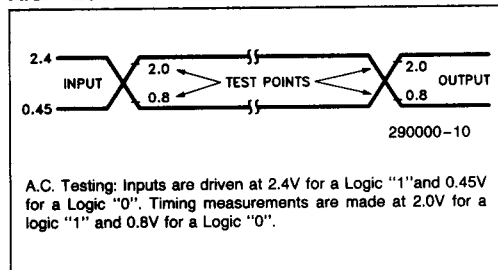 2.4
2.0
2.0
INPUT
TEST POINTS
OUTPUT
0.8
0.8
0.45
290000-10
A.C. Testing: Inputs are driven at 2.4V for a Logic "1"and 0.45V
for a Logic "0". Timing measurements are made at 2.0V for a
logic "1" and 0.8V for a Logic "0".